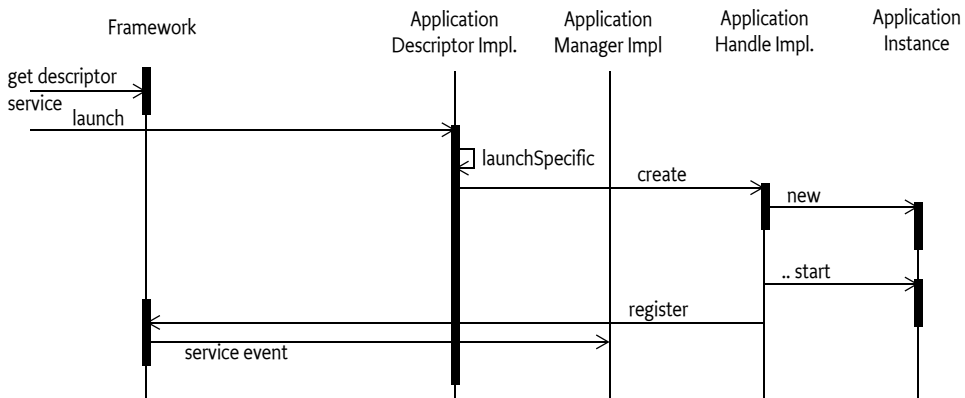 Framework
Application
Descriptor Impl.
Application
Manager Impl
Application
Handle Impl.
Application
Instance
get descriptor
service
launch
launchSpecific
create
new
.. start
register
service event